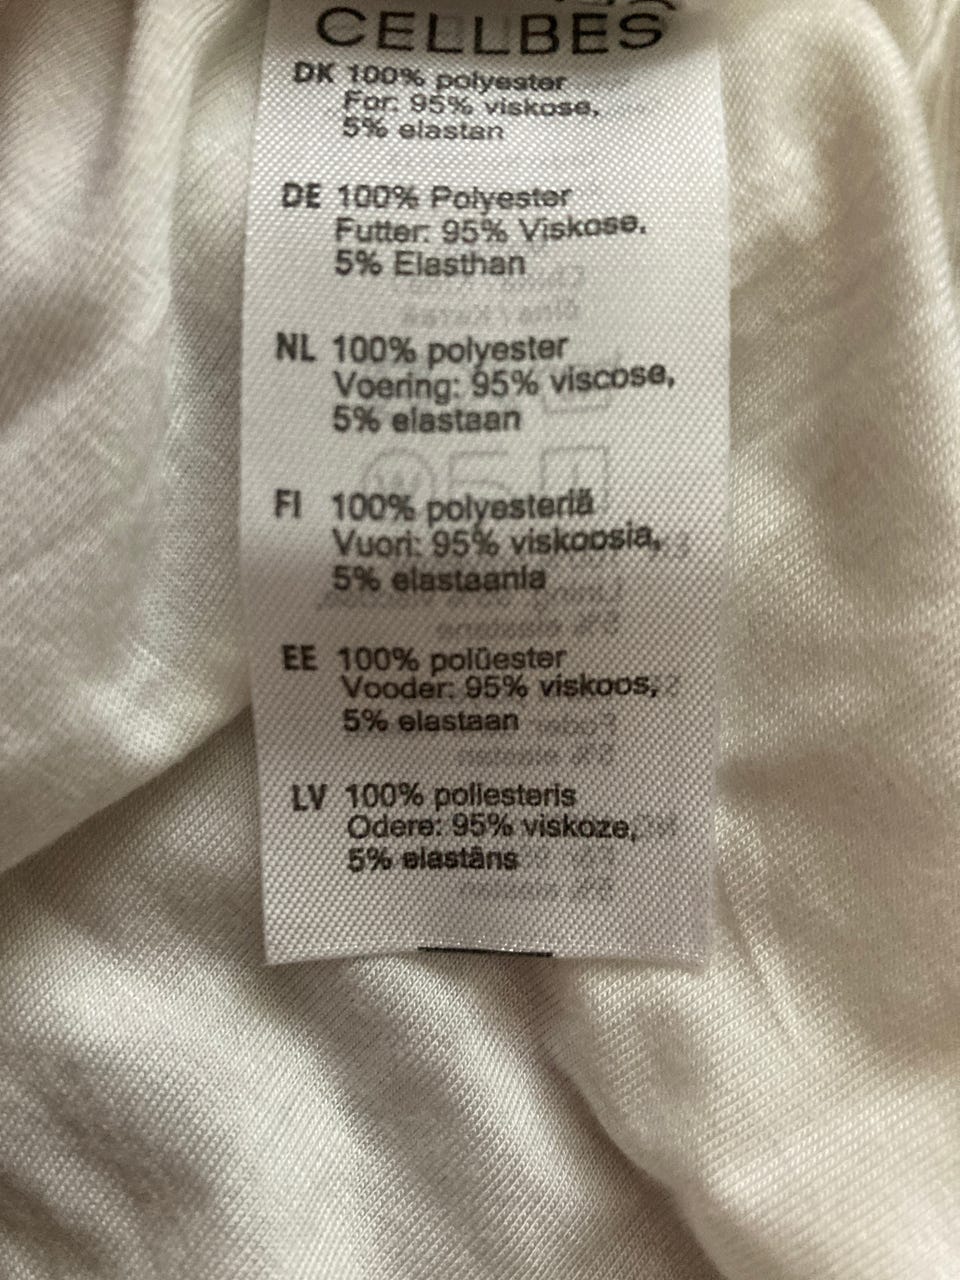 CELLBES
DK 100% polyester
For: 95% viskose,
5% elastan
DE 100% Polyester
Futter: 95% Viskose.
5% Elasthan
NL 100% polyester
Voering: 95% viscose,
5% elastaan
FI 100% polyesteriä
Vuori: 95% viskoosia,
5% elastaania
EE 100% polüester
Vooder: 95% viskoos,
5% elastaan
LV 100% poliesteris
Odere: 95% viskoze,
5% elastāns